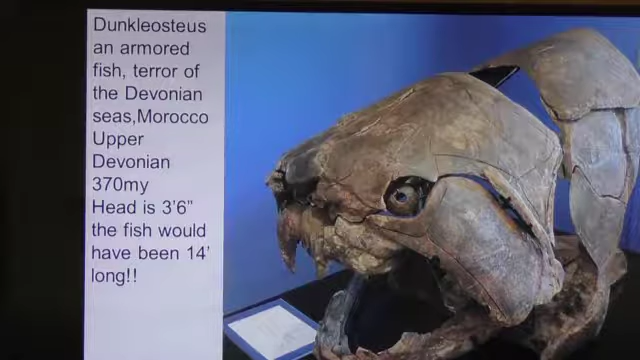 Dunkleosteus
an armored
fish, terror of
the Devonian
seas,Morocco
Upper
Devonian
370my
Head is 3'6"
the fish would
have been 14'
long!!